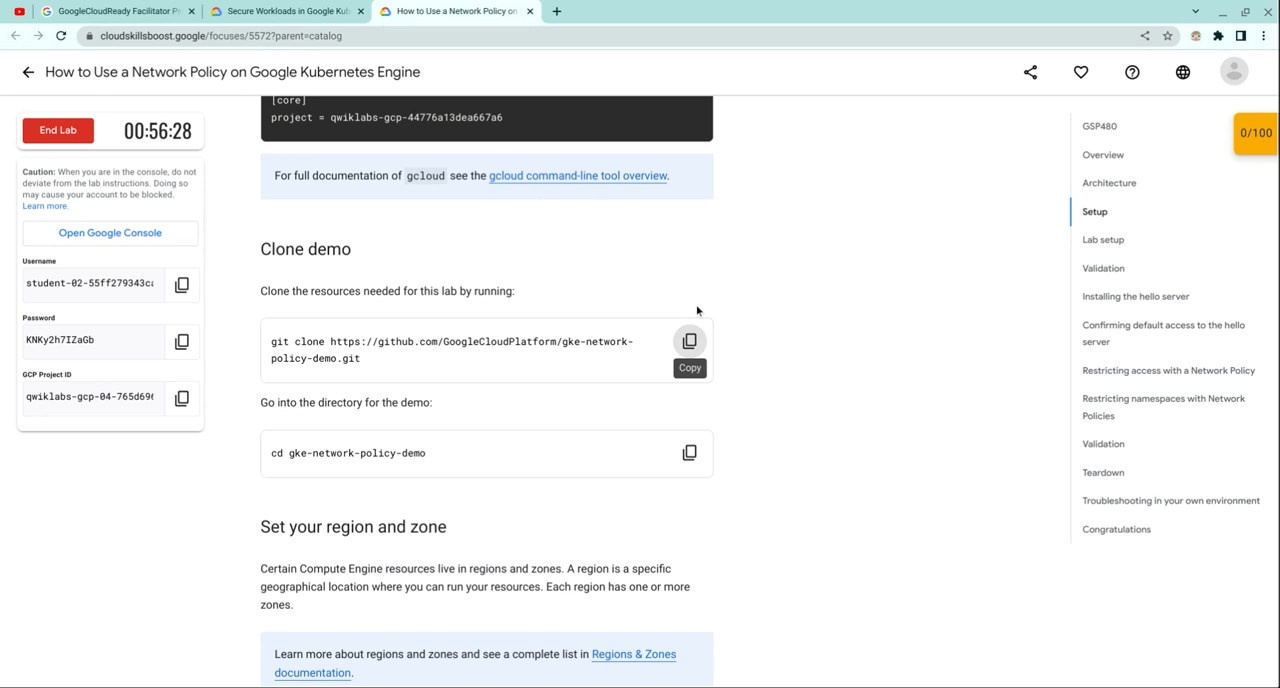 GoogleCloudReady Facilitator Pr
Secure Workloads in Google Kub
How to Use a Network Policy on
cloudskillsboost.google/focuses/5572?parent=catalog
How to Use a Network Policy on Google Kubernetes Engine
End Lab
00:56:28
Caution: When you are in the console, do not
deviate from the lab instructions. Doing so
may cause your account to be blocked.
Learn more.
Open Google Console
Username
student-02-55ff279343ca
Password
KNKy2h7IZaGb
GCP Project ID
qwiklabs-gcp-04-765d696
[core]
project = qwiklabs-gcp-44776a13dea667a6
For full documentation of gcloud see the gcloud command-line tool overview.
Clone demo
Clone the resources needed for this lab by running:
git clone https://github.com/GoogleCloudPlatform/gke-network-
policy-demo.git
Copy
Go into the directory for the demo:
cd gke-network-policy-demo
Set your region and zone
Certain Compute Engine resources live in regions and zones. A region is a specific
geographical location where you can run your resources. Each region has one or more
zones.
Learn more about regions and zones and see a complete list in Regions & Zones
documentation.
GSP480
Overview
Architecture
Setup
Lab setup
Validation
Installing the hello server
Confirming default access to the hello
server
Restricting access with a Network Policy
Restricting namespaces with Network
Policies
Validation
Teardown
Troubleshooting in your own environment
Congratulations
0/100